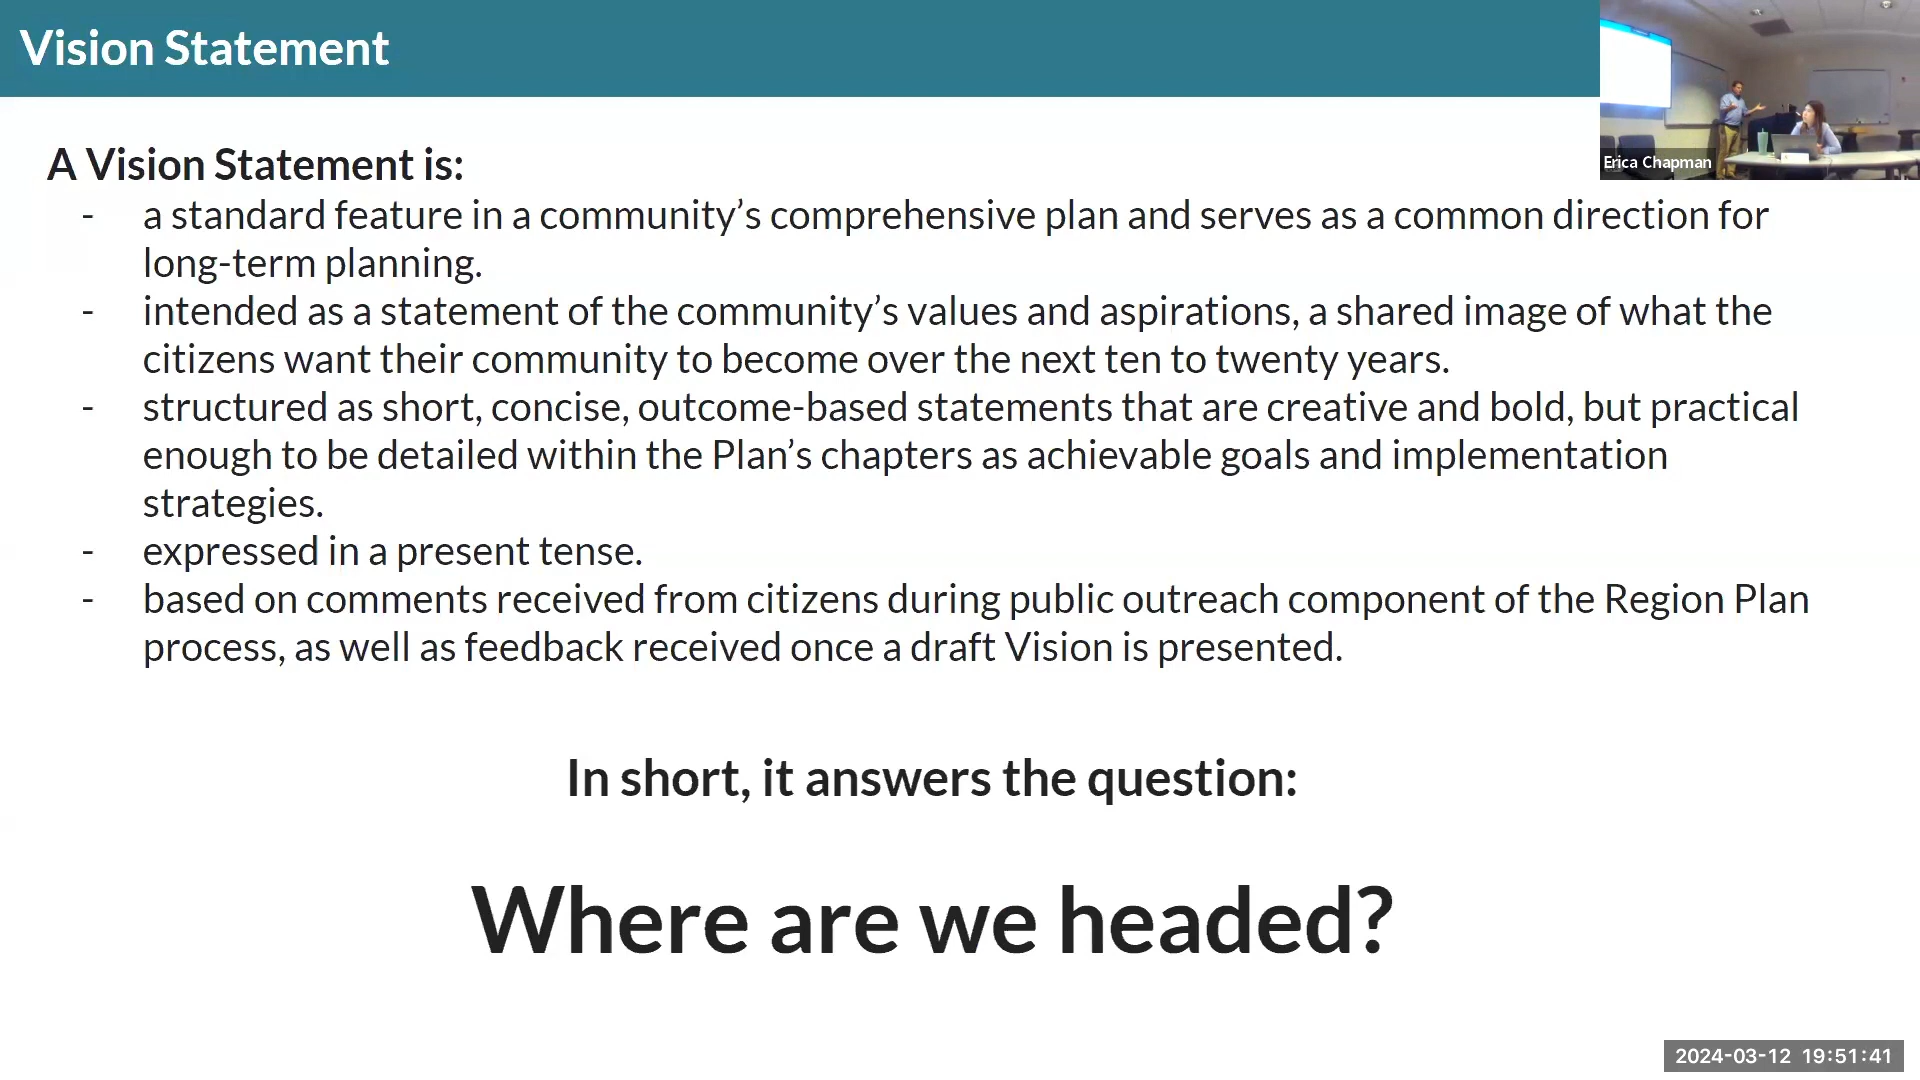 Vision Statement
Erica Chapman
A Vision Statement is:
- a standard feature in a community’s comprehensive plan and serves as a common direction for
long-term planning.
- intended as a statement of the community’s values and aspirations, a shared image of what the
citizens want their community to become over the next ten to twenty years.
- structured as short, concise, outcome-based statements that are creative and bold, but practical
enough to be detailed within the Plan’s chapters as achievable goals and implementation
strategies.
- expressed in a present tense.
- based on comments received from citizens during public outreach component of the Region Plan
process, as well as feedback received once a draft Vision is presented.
In short, it answers the question:
Where are we headed?
2024-03-12 19:51:41